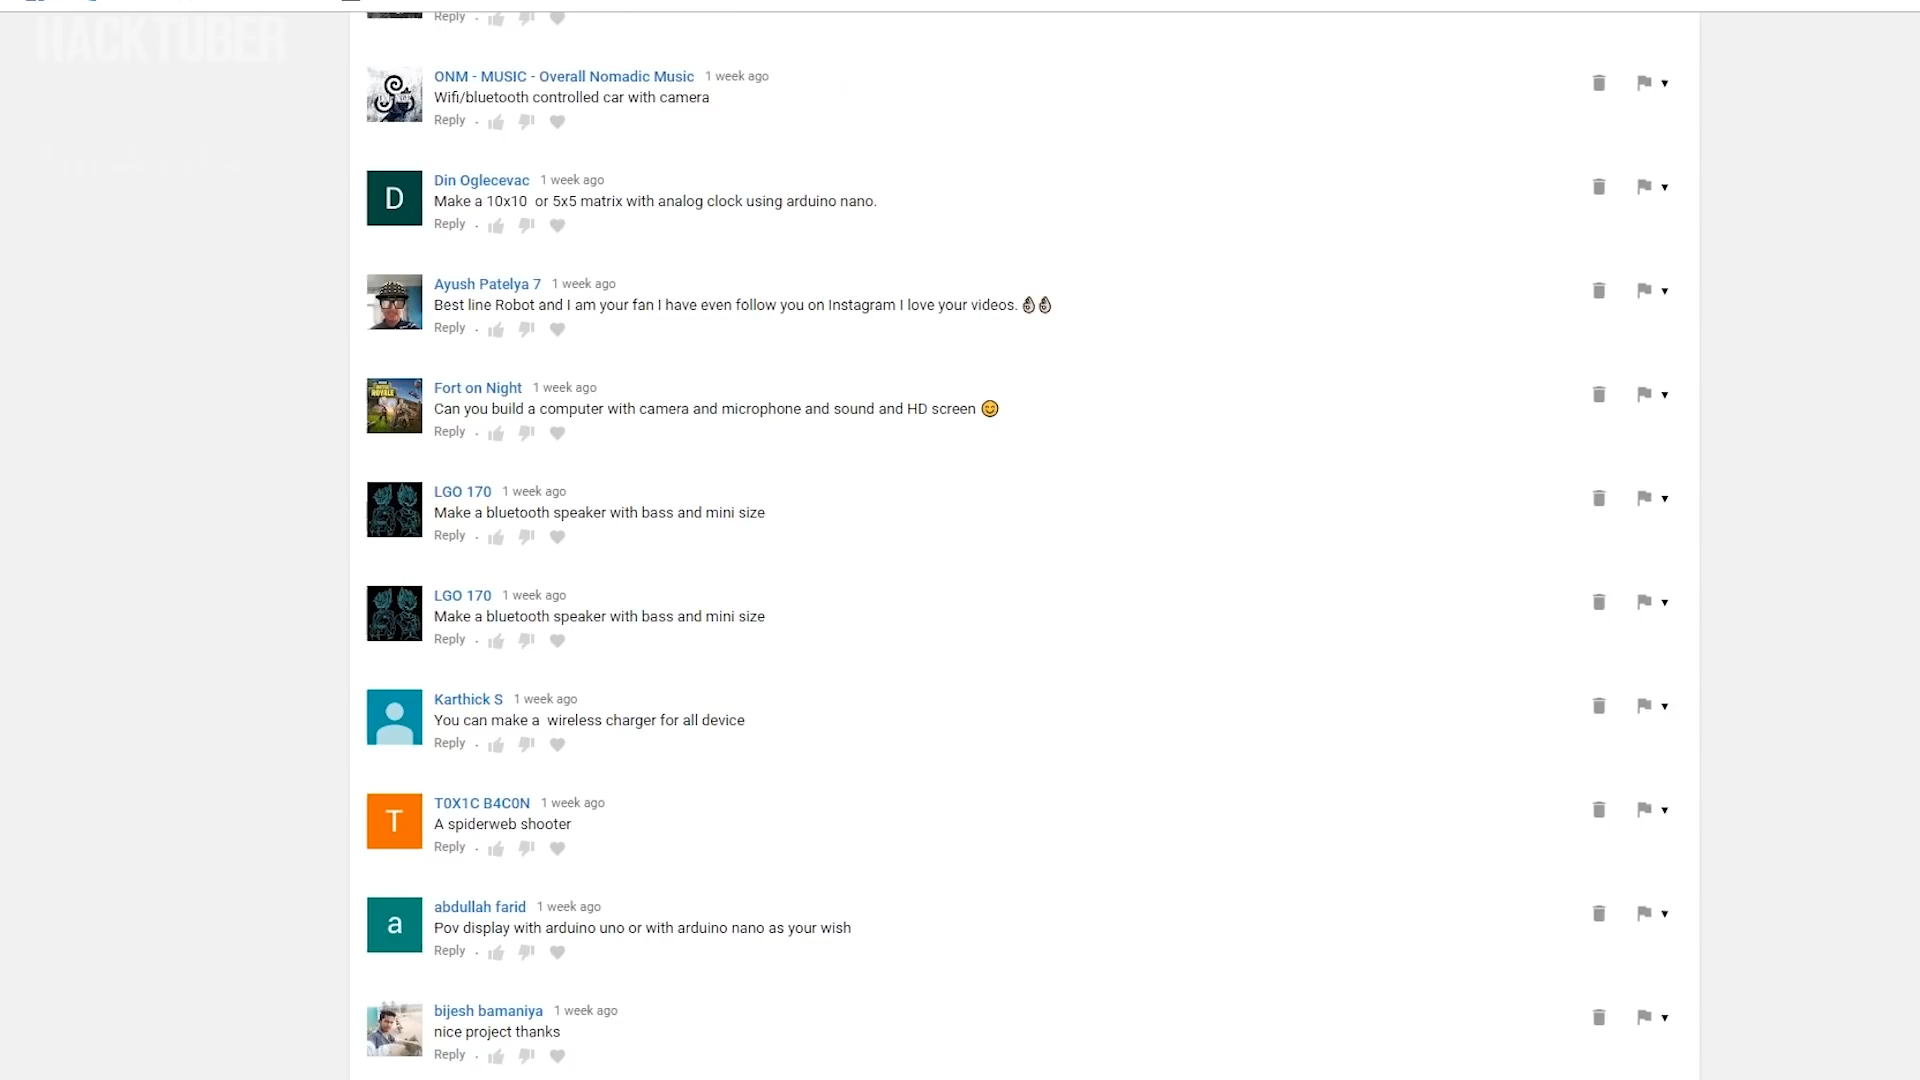 HACKTUBER
Reply .
ONM - MUSIC - Overall Nomadic Music 1 week ago
Wifi/bluetooth controlled car with camera
Reply .
D
Din Oglecevac 1 week ago
Make a 10x10 or 5x5 matrix with analog clock using arduino nano.
Reply .
Ayush Patelya 7 1 week ago
Best line Robot and I am your fan I have even follow you on Instagram I love your videos. 👌👌
Reply .
Fort on Night 1 week ago
Can you build a computer with camera and microphone and sound and HD screen 😊
Reply .
LGO 170 1 week ago
Make a bluetooth speaker with bass and mini size
Reply .
LGO 170 1 week ago
Make a bluetooth speaker with bass and mini size
Reply .
Karthick S 1 week ago
You can make a wireless charger for all device
Reply .
T
T0X1C B4C0N 1 week ago
A spiderweb shooter
Reply .
a
abdullah farid 1 week ago
Pov display with arduino uno or with arduino nano as your wish
Reply .
bijesh bamaniya 1 week ago
nice project thanks
Reply .